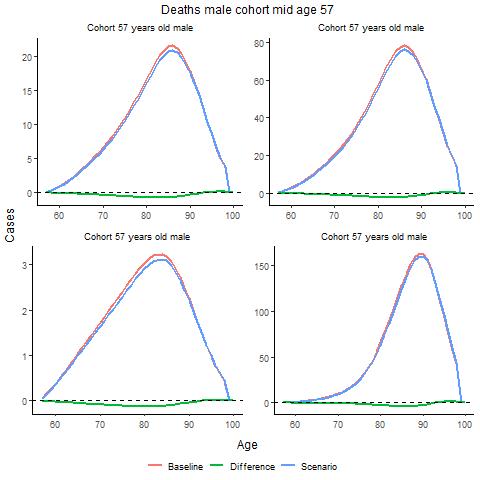 Deaths male cohort mid age 57
Cohort 57 years old male
Cohort 57 years old male
20
15
10
5
0
60 70 80 90 100
80
60
40
20
0
60 70 80 90 100
Cases
Cohort 57 years old male
Cohort 57 years old male
3
2
1
0
60 70 80 90 100
150
100
50
0
60 70 80 90 100
Age
Baseline Difference Scenario